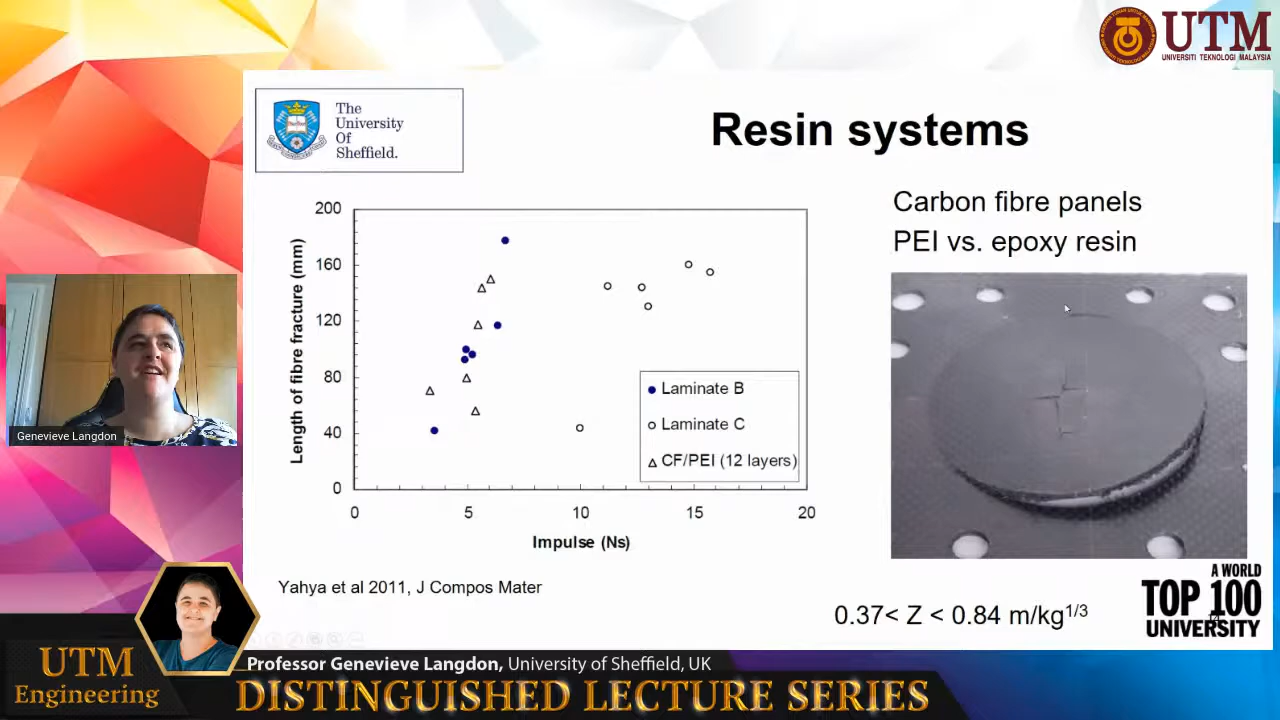 UTM
UNIVERSITI TEKNOLOGI MALAYSIA
The
University
Of
Sheffield.
Resin systems
Carbon fibre panels
PEI vs. epoxy resin
200
160
120
80
40
0
Length of fibre fracture (mm)
Laminate B
Laminate C
CF/PEI (12 layers)
0 5 10 15 20
Impulse (Ns)
Genevieve Langdon
Yahya et al 2011, J Compos Mater
0.37< Z < 0.84 m/kg1/3
A WORLD
TOP 100
UNIVERSITY
UTM
Engineering
Professor Genevieve Langdon, University of Sheffield, UK
DISTINGUISHED LECTURE SERIES